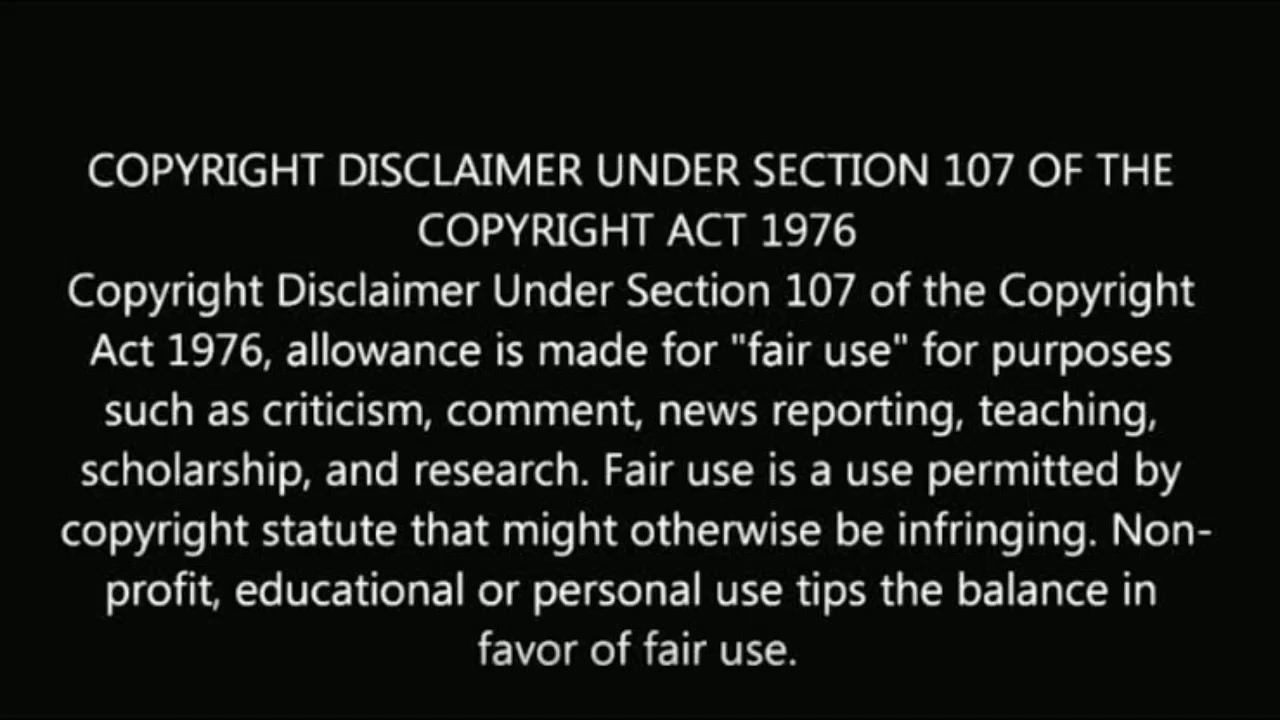 COPYRIGHT DISCLAIMER UNDER SECTION 107 OF THE
COPYRIGHT ACT 1976
Copyright Disclaimer Under Section 107 of the Copyright
Act 1976, allowance is made for "fair use" for purposes
such as criticism, comment, news reporting, teaching,
scholarship, and research. Fair use is a use permitted by
copyright statute that might otherwise be infringing. Non-
profit, educational or personal use tips the balance in
favor of fair use.